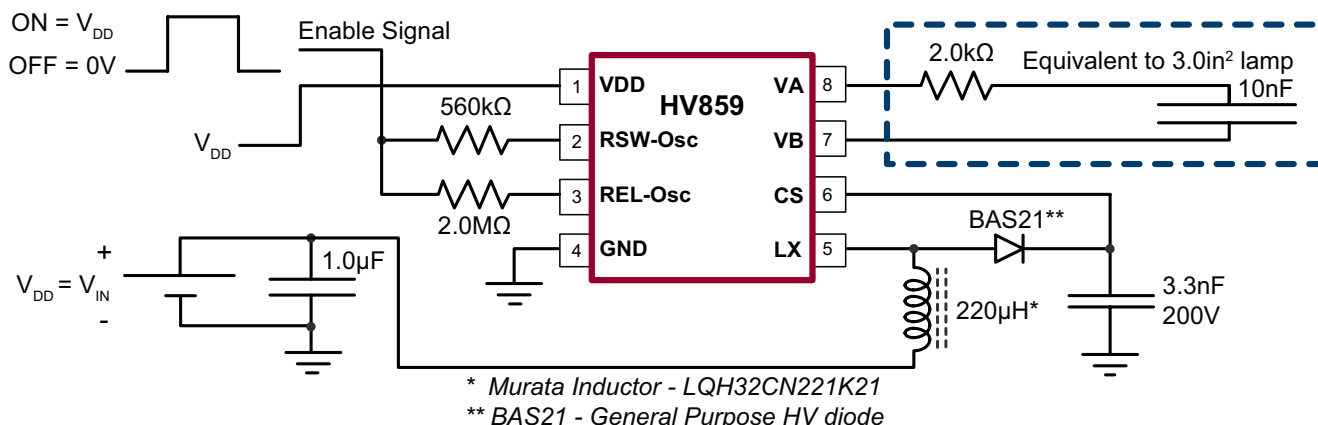 ON = VDD
OFF = 0V
Enable Signal
VDD
560kΩ
2.0MΩ
HV859
1 VDD
2 RSW-Osc
3 REL-Osc
4 GND
VA 8
VB 7
CS 6
LX 5
2.0kΩ
Equivalent to 3.0in² lamp
10nF
+
VDD = VIN
-
1.0µF
BAS21**
220µH*
3.3nF
200V
* Murata Inductor - LQH32CN221K21
** BAS21 - General Purpose HV diode